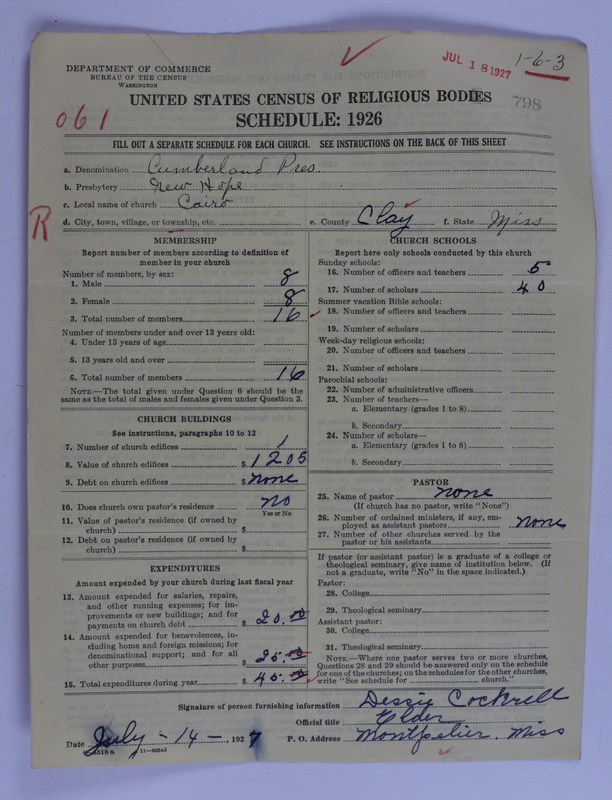 DEPARTMENT OF COMMERCE
BUREAU OF THE CENSUS
WASHINGTON
JUL 18 1927
1-6-3
798
061
UNITED STATES CENSUS OF RELIGIOUS BODIES
SCHEDULE: 1926
FILL OUT A SEPARATE SCHEDULE FOR EACH CHURCH. SEE INSTRUCTIONS ON THE BACK OF THIS SHEET
a. Denomination Cumberland Pres.
b. Presbytery New Hope
c. Local name of church Cairo
R
d. City, town, village, or township, etc. e. County Clay f. State Miss
MEMBERSHIP
Report number of members according to definition of
member in your church
Number of members, by sex:
1. Male 8
2. Female 8
3. Total number of members 16
Number of members under and over 13 years old:
4. Under 13 years of age
5. 13 years old and over
6. Total number of members 16
NOTE.—The total given under Question 6 should be the
same as the total of males and females given under Question 3.
CHURCH BUILDINGS
See instructions, paragraphs 10 to 12
7. Number of church edifices 1
8. Value of church edifices $1205
9. Debt on church edifices $none
10. Does church own pastor's residence no
Yes or No
11. Value of pastor's residence (if owned by
church) $
12. Debt on pastor's residence (if owned by
church) $
EXPENDITURES
Amount expended by your church during last fiscal year
13. Amount expended for salaries, repairs,
and other running expenses; for im-
provements or new buildings; and for
payments on church debt $20.00
14. Amount expended for benevolences, in-
cluding home and foreign missions; for
denominational support; and for all
other purposes $25.00
15. Total expenditures during year $45.00
CHURCH SCHOOLS
Report here only schools conducted by this church
Sunday schools:
16. Number of officers and teachers 5
17. Number of scholars 40
Summer vacation Bible schools:
18. Number of officers and teachers
19. Number of scholars
Week-day religious schools:
20. Number of officers and teachers
21. Number of scholars
Parochial schools:
22. Number of administrative officers
23. Number of teachers—
a. Elementary (grades 1 to 8)
b. Secondary
24. Number of scholars—
a. Elementary (grades 1 to 8)
b. Secondary
PASTOR
25. Name of pastor none
(If church has no pastor, write "None")
26. Number of ordained ministers, if any, em-
ployed as assistant pastors none
27. Number of other churches served by the
pastor or his assistants
If pastor (or assistant pastor) is a graduate of a college or
theological seminary, give name of institution below. (If
not a graduate, write "No" in the space indicated.)
Pastor:
28. College
29. Theological seminary
Assistant pastor:
30. College
31. Theological seminary
NOTE.—Where one pastor serves two or more churches,
Questions 28 and 29 should be answered only on the schedule
for one of the churches; on the schedules for the other churches,
write "See schedule for church."
Signature of person furnishing information Dessie Cockrell
Official title Elder
Date July - 14 -, 1927 P. O. Address Montpelier. Miss